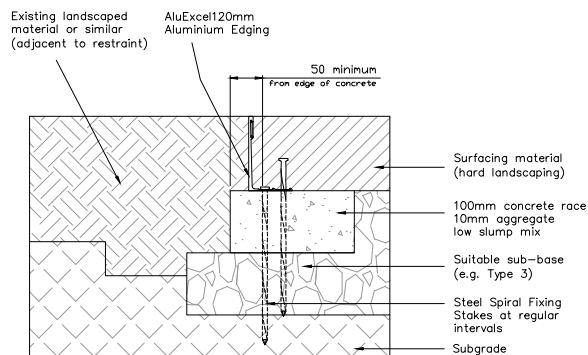 Existing landscaped
material or similar
(adjacent to restraint)
AluExcel120mm
Aluminium Edging
50 minimum
from edge of concrete
Surfacing material
(hard landscaping)
100mm concrete race
10mm aggregate
low slump mix
Suitable sub-base
(e.g. Type 3)
Steel Spiral Fixing
Stakes at regular
intervals
Subgrade